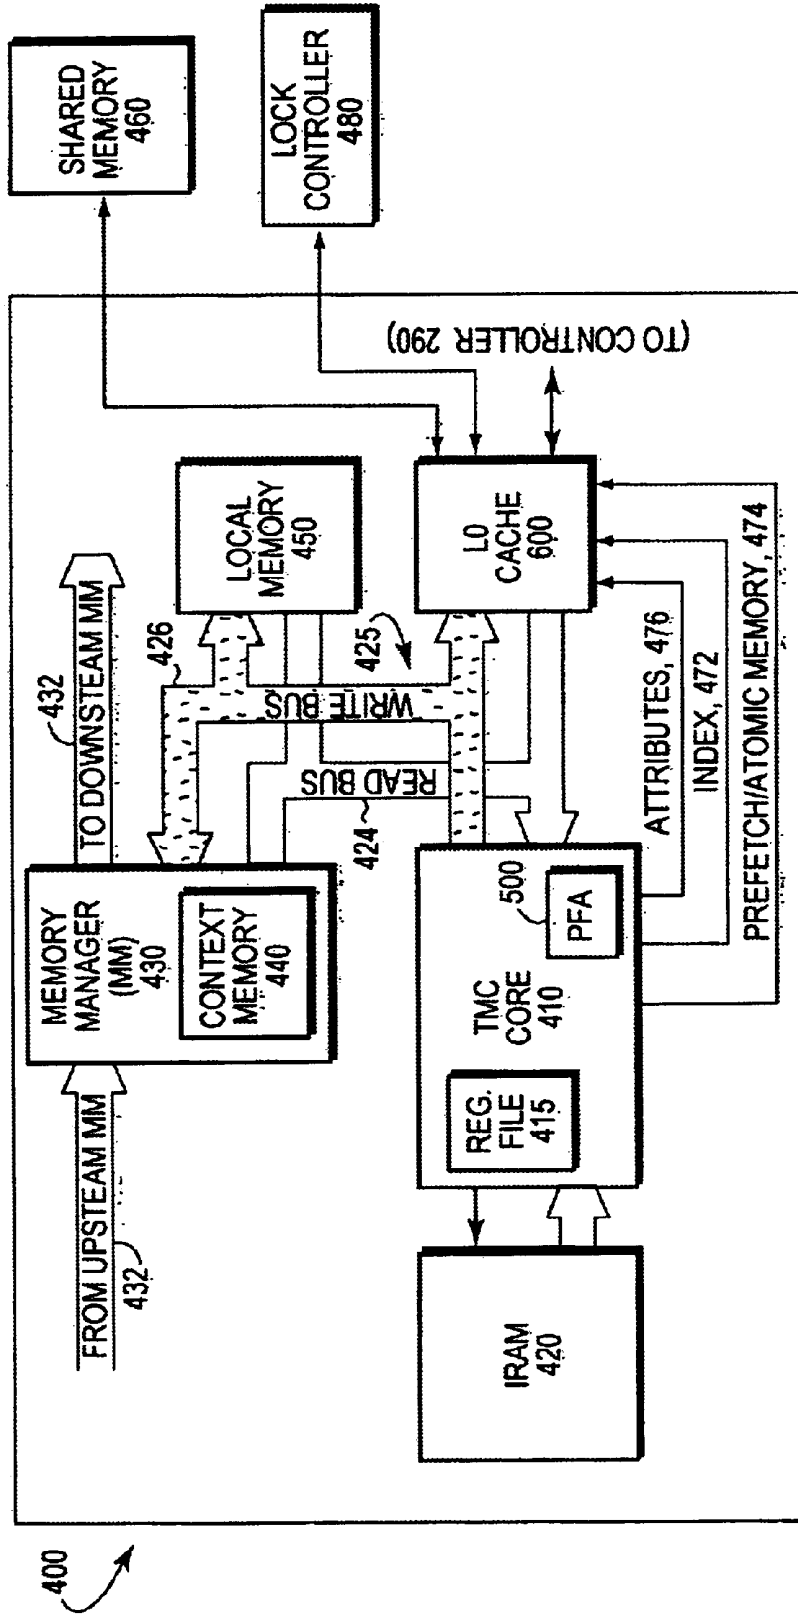 400
FROM UPSTEAM MM
432
MEMORY
MANAGER
(MM)
430
CONTEXT
MEMORY
440
432
TO DOWNSTEAM MM
426
LOCAL
MEMORY
450
SHARED
MEMORY
460
LOCK
CONTROLLER
480
WRITE BUS
425
READ BUS
424
(TO CONTROLLER 290)
IRAM
420
REG.
FILE
415
TMC
CORE
410
500
PFA
L0
CACHE
600
ATTRIBUTES, 476
INDEX, 472
PREFETCH/ATOMIC MEMORY, 474